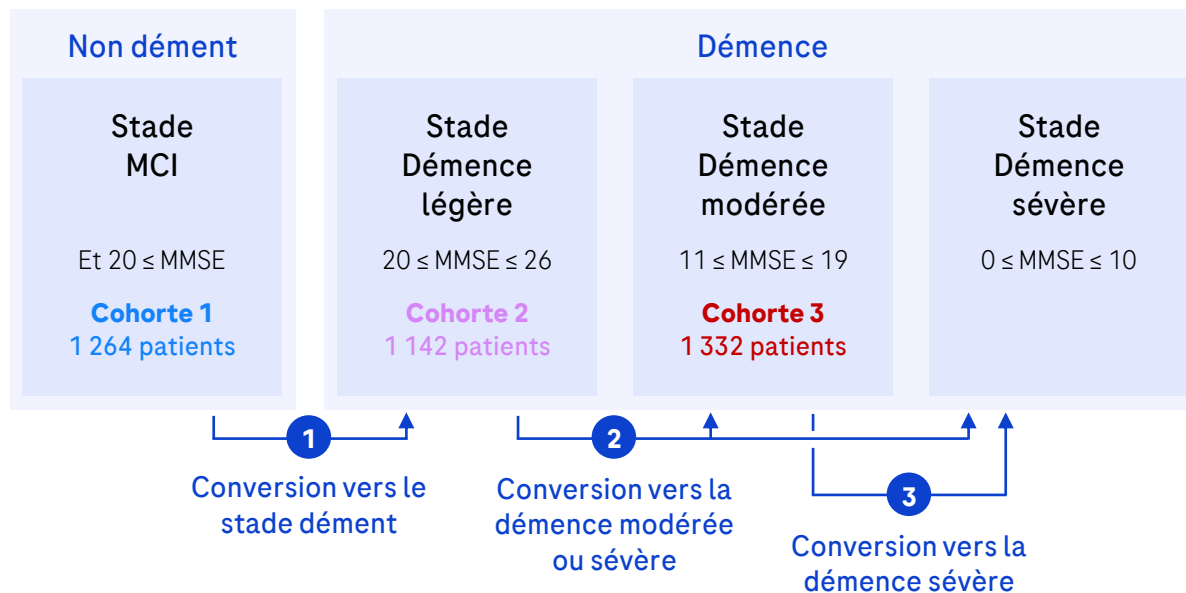 Non dément
Démence
Stade
MCI
Et 20 ≤ MMSE
Cohorte 1
1 264 patients
Stade
Démence
légère
20 ≤ MMSE ≤ 26
Cohorte 2
1 142 patients
Stade
Démence
modérée
11 ≤ MMSE ≤ 19
Cohorte 3
1 332 patients
Stade
Démence
sévère
0 ≤ MMSE ≤ 10
1
Conversion vers le
stade dément
2
Conversion vers la
démence modérée
ou sévère
3
Conversion vers la
démence sévère